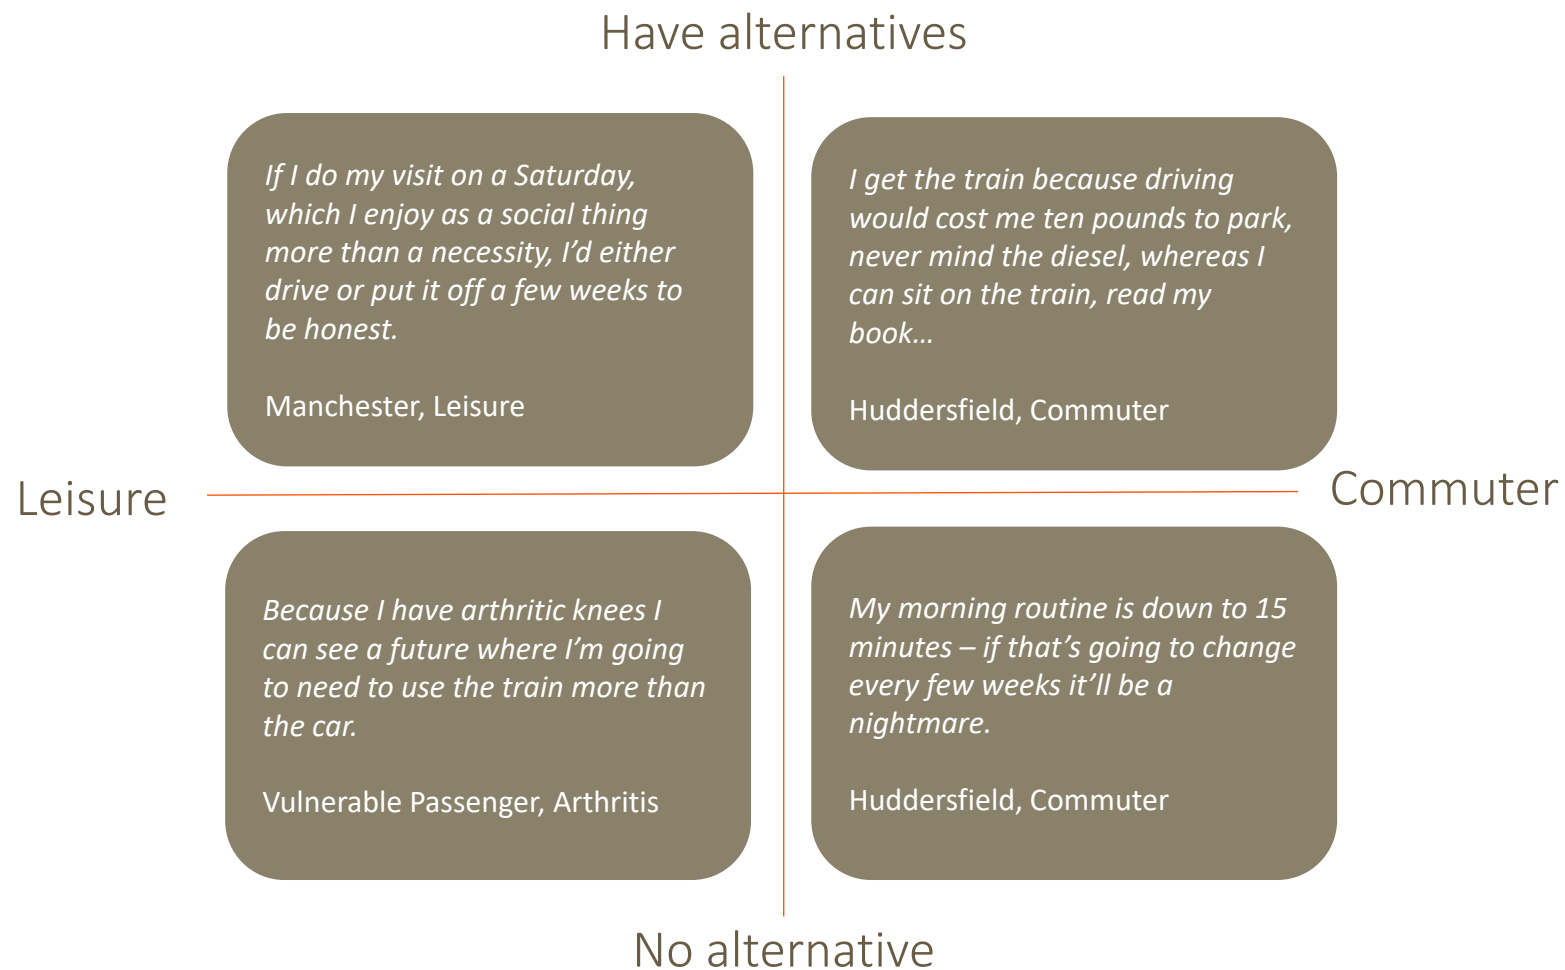 Have alternatives
If I do my visit on a Saturday,
which I enjoy as a social thing
more than a necessity, I’d either
drive or put it off a few weeks to
be honest.
Manchester, Leisure
I get the train because driving
would cost me ten pounds to park,
never mind the diesel, whereas I
can sit on the train, read my
book…
Huddersfield, Commuter
Leisure
Commuter
Because I have arthritic knees I
can see a future where I’m going
to need to use the train more than
the car.
Vulnerable Passenger, Arthritis
My morning routine is down to 15
minutes – if that’s going to change
every few weeks it’ll be a
nightmare.
Huddersfield, Commuter
No alternative